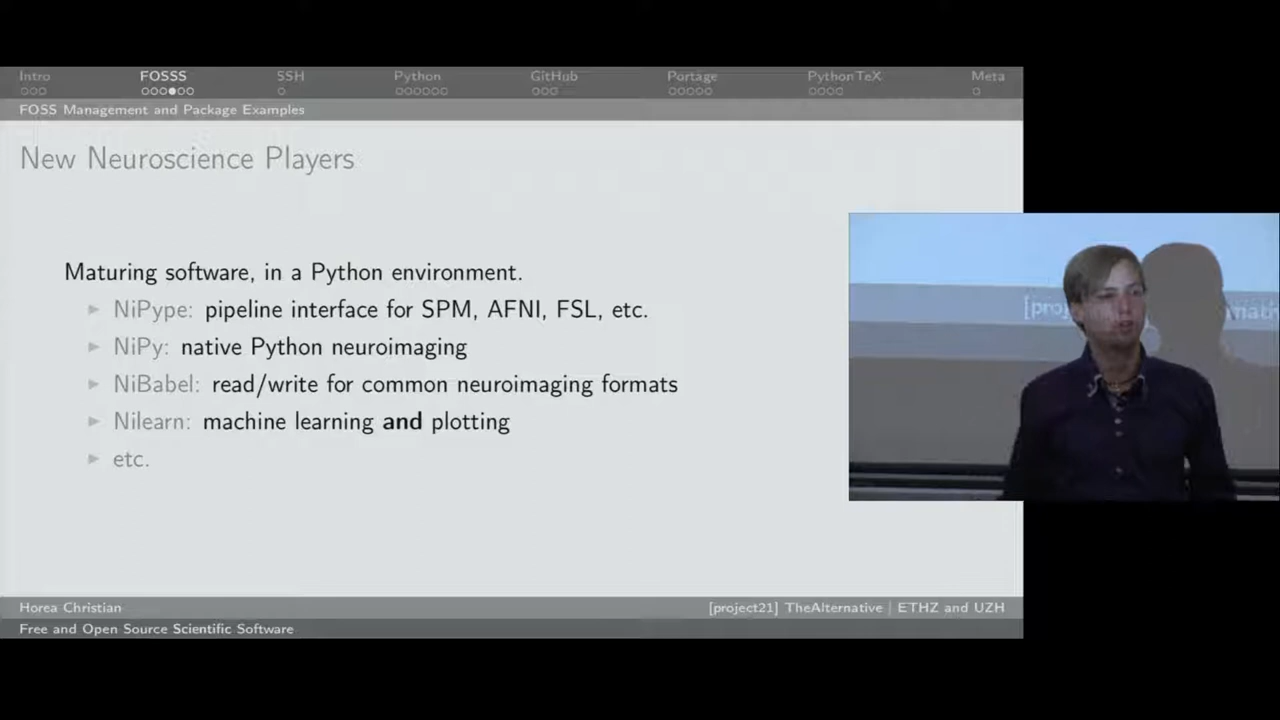 Intro FOSSS SSH Python GitHub Portage PythonTeX Meta
FOSS Management and Package Examples
New Neuroscience Players
Maturing software, in a Python environment.
NiPype: pipeline interface for SPM, AFNI, FSL, etc.
NiPy: native Python neuroimaging
NiBabel: read/write for common neuroimaging formats
Nilearn: machine learning and plotting
etc.
[proj
Horea Christian [project21] TheAlternative | ETHZ and UZH
Free and Open Source Scientific Software